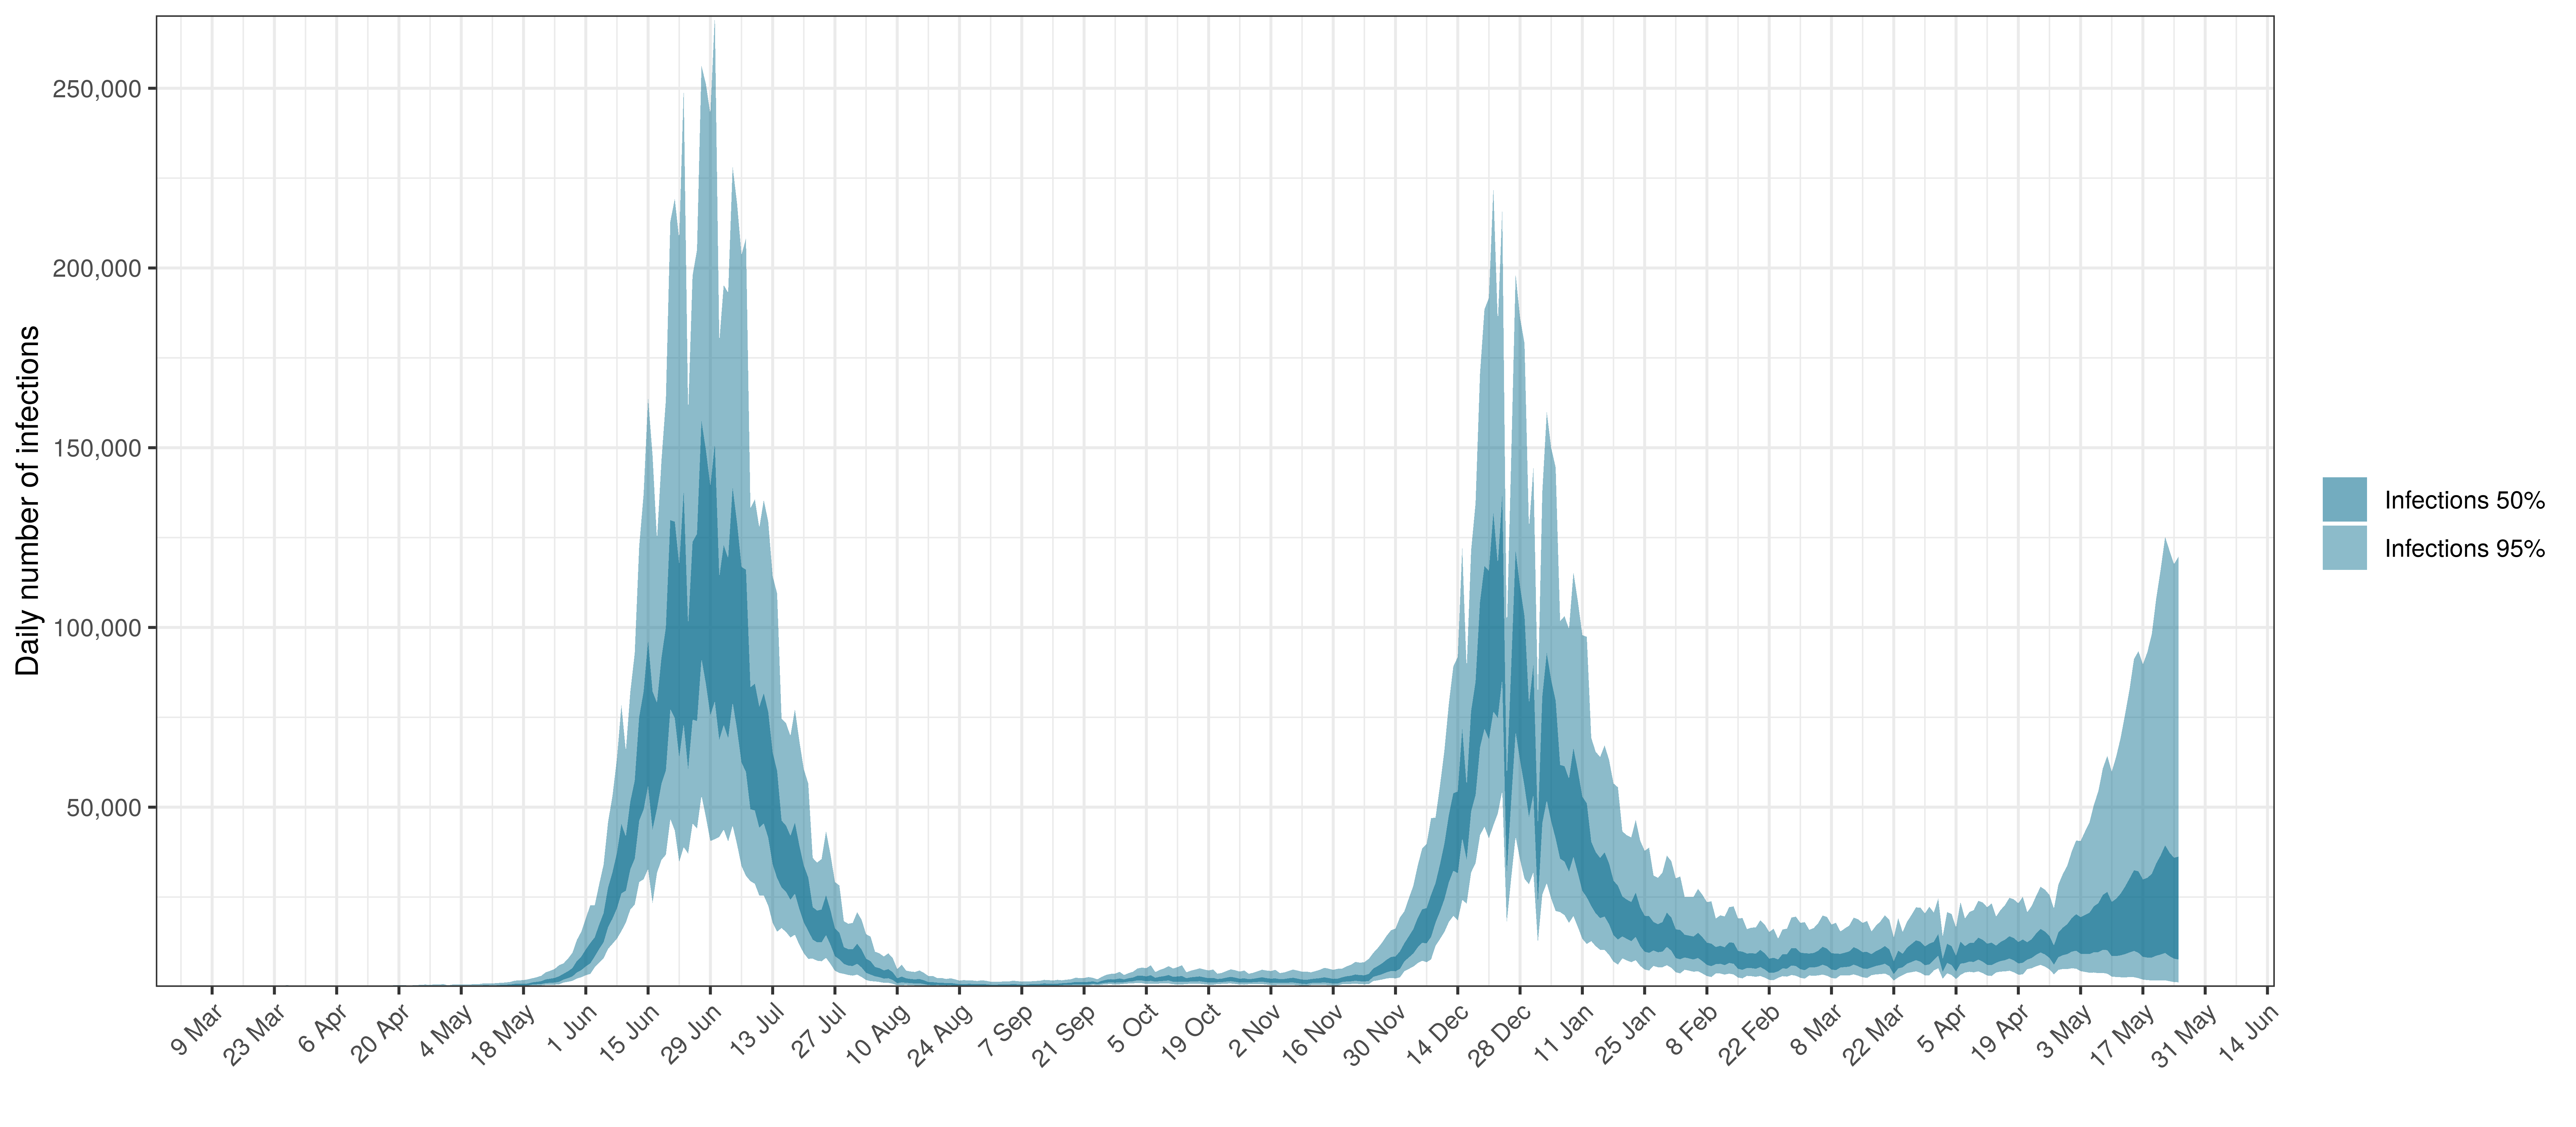 Daily number of infections
250,000
200,000
150,000
100,000
50,000
9 Mar
23 Mar
6 Apr
20 Apr
4 May
18 May
1 Jun
15 Jun
29 Jun
13 Jul
27 Jul
10 Aug
24 Aug
7 Sep
21 Sep
5 Oct
19 Oct
2 Nov
16 Nov
30 Nov
14 Dec
28 Dec
11 Jan
25 Jan
8 Feb
22 Feb
8 Mar
22 Mar
5 Apr
19 Apr
3 May
17 May
31 May
14 Jun
Infections 50%
Infections 95%